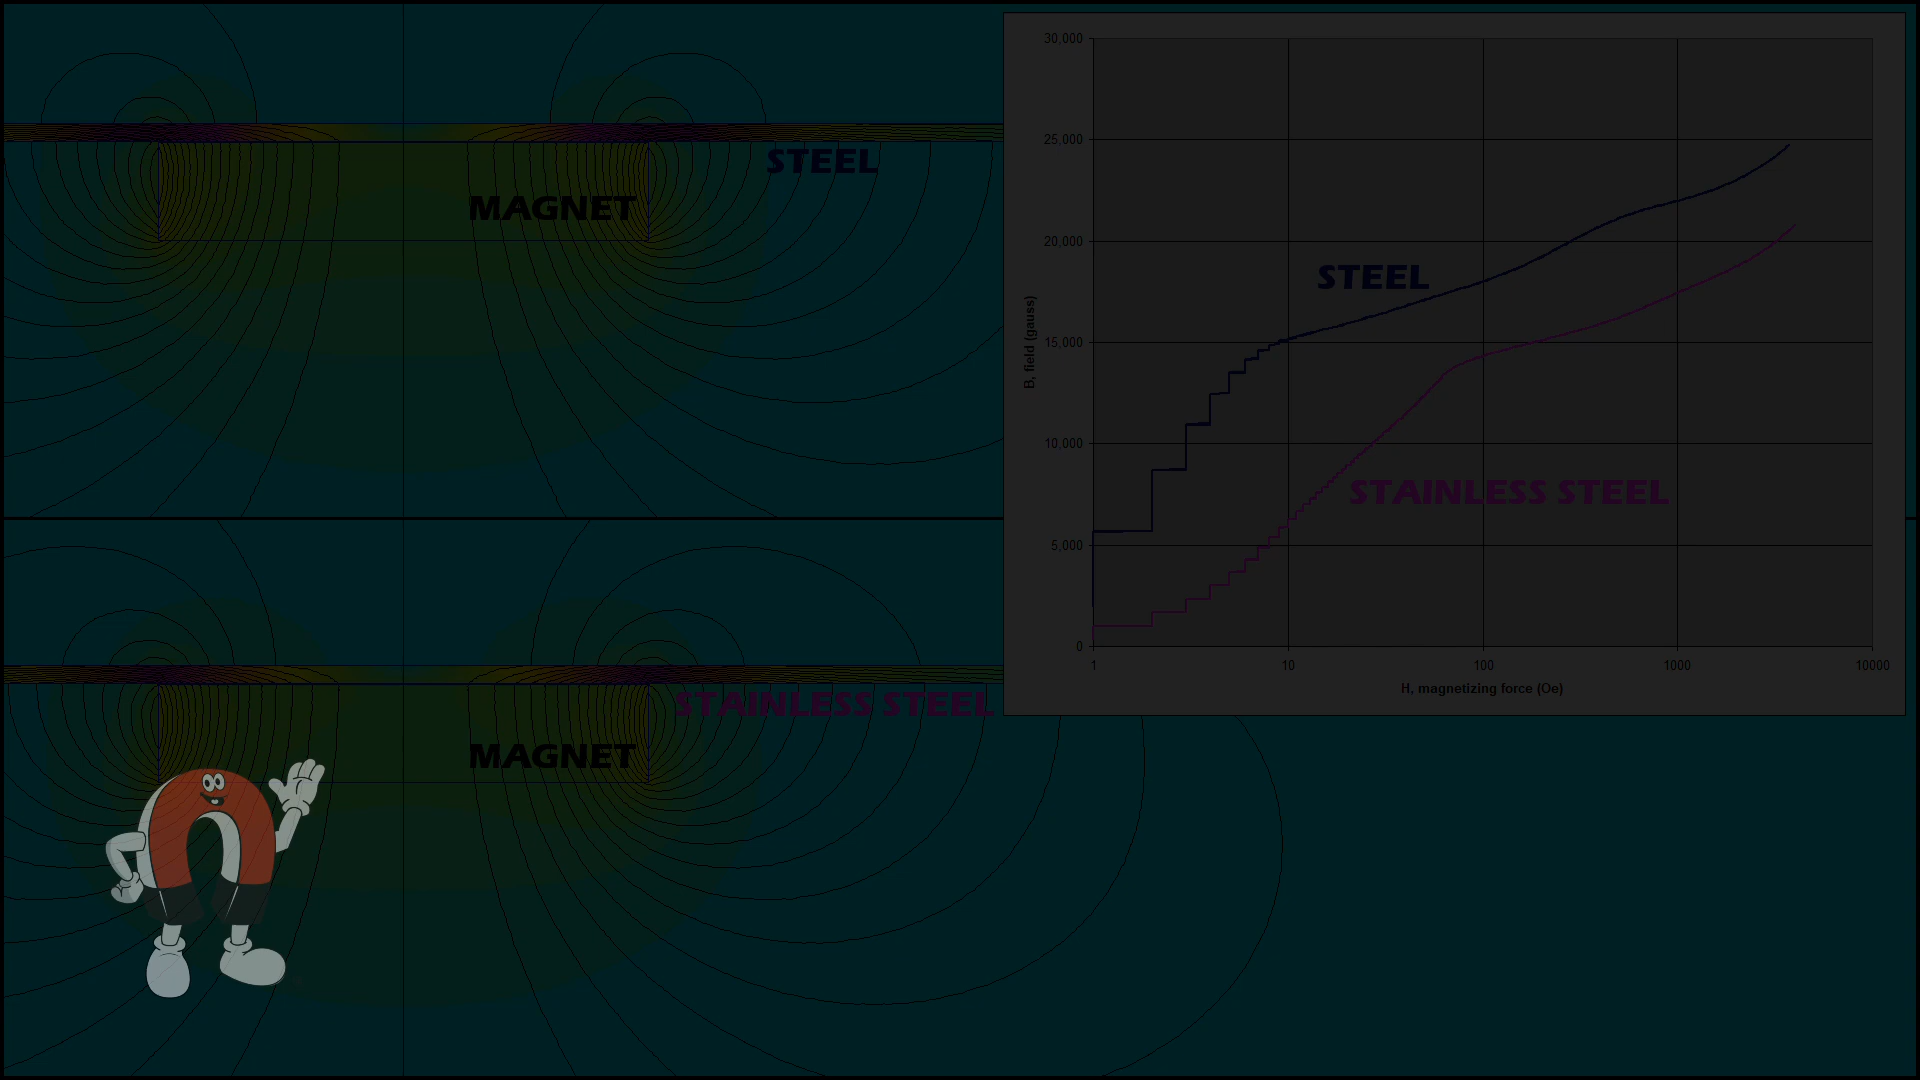 STEEL
MAGNET
STAINLESS STEEL
MAGNET
30,000
25,000
20,000
15,000
10,000
5,000
0
B, field (gauss)
STEEL
STAINLESS STEEL
1 10 100 1000 10000
H, magnetizing force (Oe)